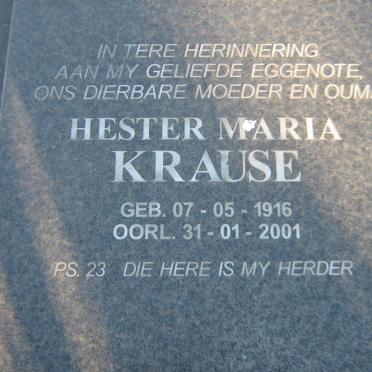 IN TERE HERINNERING
AAN MY GELIEFDE EGGENOTE,
ONS DIERBARE MOEDER EN OUMA
HESTER MARIA
KRAUSE
GEB. 07 - 05 - 1916
OORL. 31 - 01 - 2001
PS. 23 DIE HERE IS MY HERDER